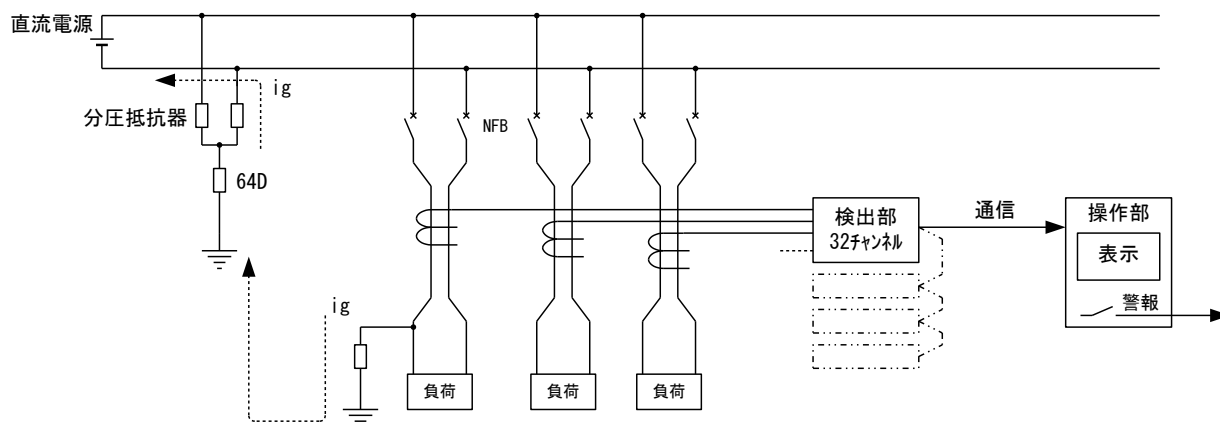 直流電源
ig
分圧抵抗器
NFB
64D
検出部
32チャンネル
通信
操作部
表示
警報
ig
負荷
負荷
負荷